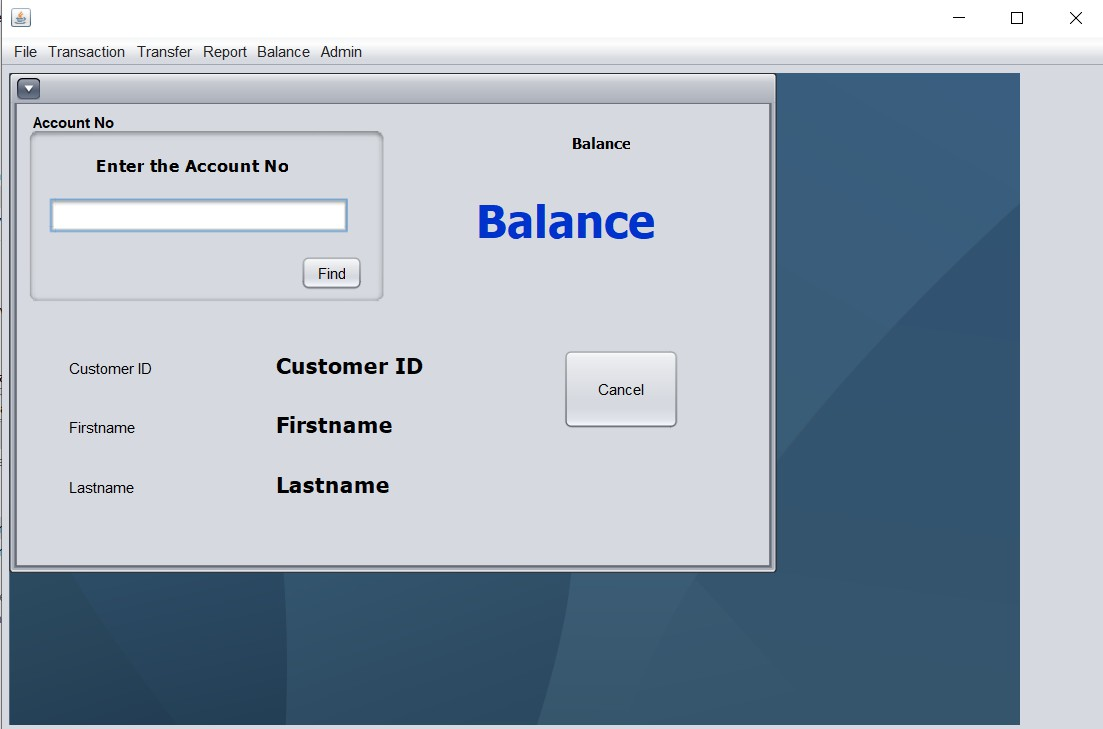 File Transaction Transfer Report Balance Admin
Account No
Enter the Account No
Find
Balance
Balance
Customer ID Customer ID
Firstname Firstname
Lastname Lastname
Cancel